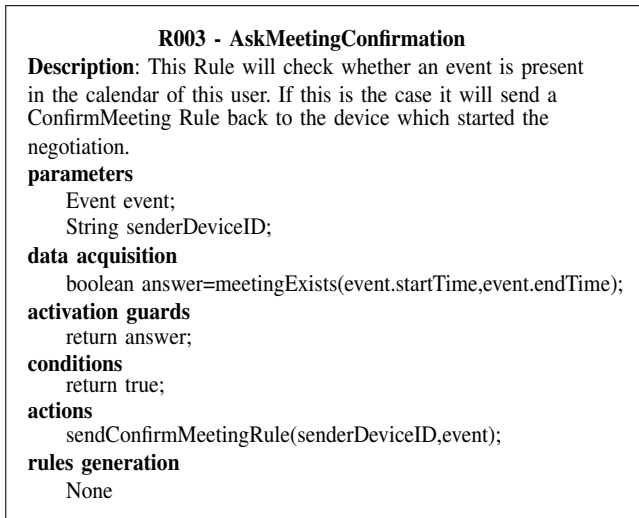 R003 - AskMeetingConfirmation
Description: This Rule will check whether an event is present
in the calendar of this user. If this is the case it will send a
ConfirmMeeting Rule back to the device which started the
negotiation.
parameters
Event event;
String senderDeviceID;
data acquisition
boolean answer=meetingExists(event.startTime,event.endTime);
activation guards
return answer;
conditions
return true;
actions
sendConfirmMeetingRule(senderDeviceID,event);
rules generation
None